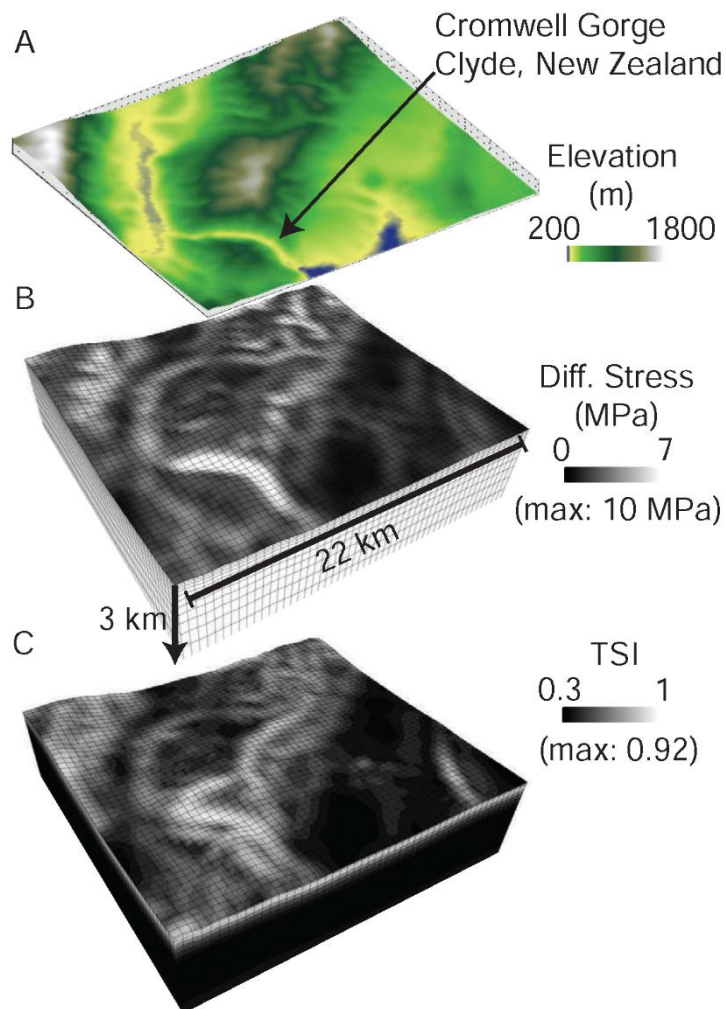 A
Cromwell Gorge
Clyde, New Zealand
Elevation
(m)
200 1800
B
Diff. Stress
(MPa)
0 7
(max: 10 MPa)
22 km
3 km
C
TSI
0.3 1
(max: 0.92)